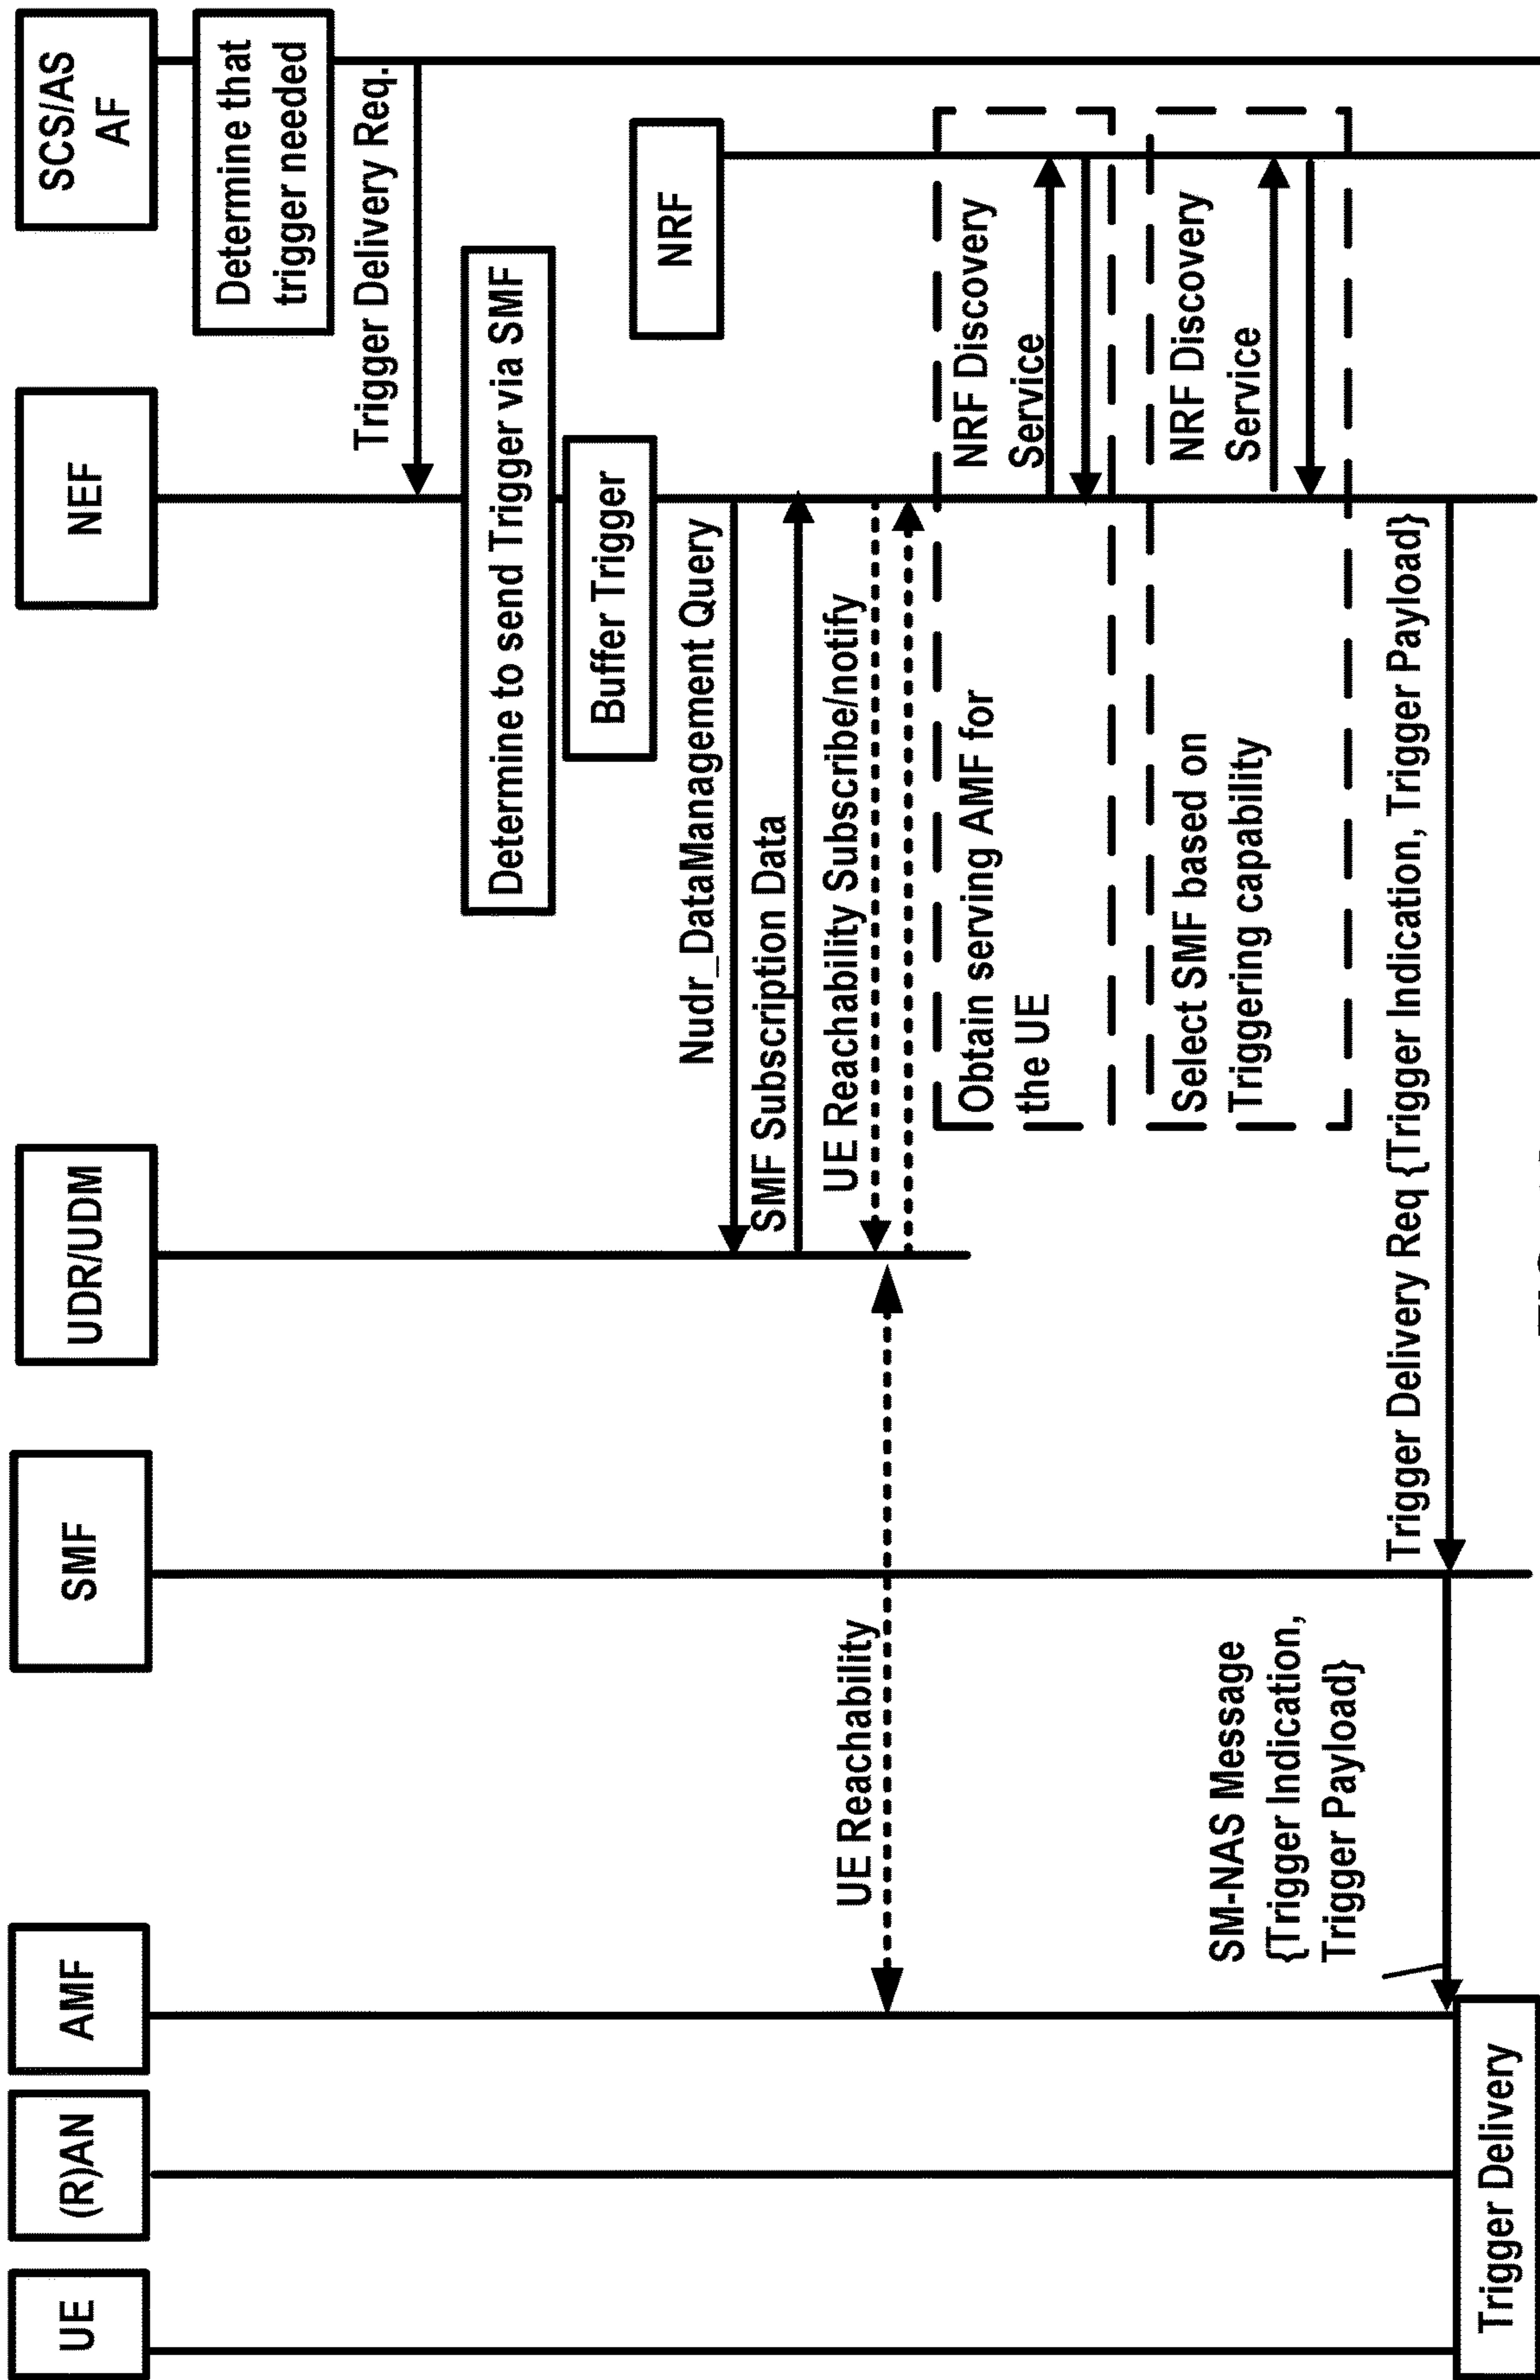 UE
(R)AN
AMF
SMF
UDR/UDM
NEF
SCS/AS
AF
Determine that
trigger needed
Trigger Delivery Req.
Determine to send Trigger via SMF
Buffer Trigger
NRF
Nudr_DataManagement Query
SMF Subscription Data
UE Reachability Subscribe/notify
UE Reachability
Obtain serving AMF for
the UE
NRF Discovery
Service
Select SMF based on
Triggering capability
NRF Discovery
Service
Trigger Delivery Req {Trigger Indication, Trigger Payload}
SM-NAS Message
{Trigger Indication,
Trigger Payload}
Trigger Delivery